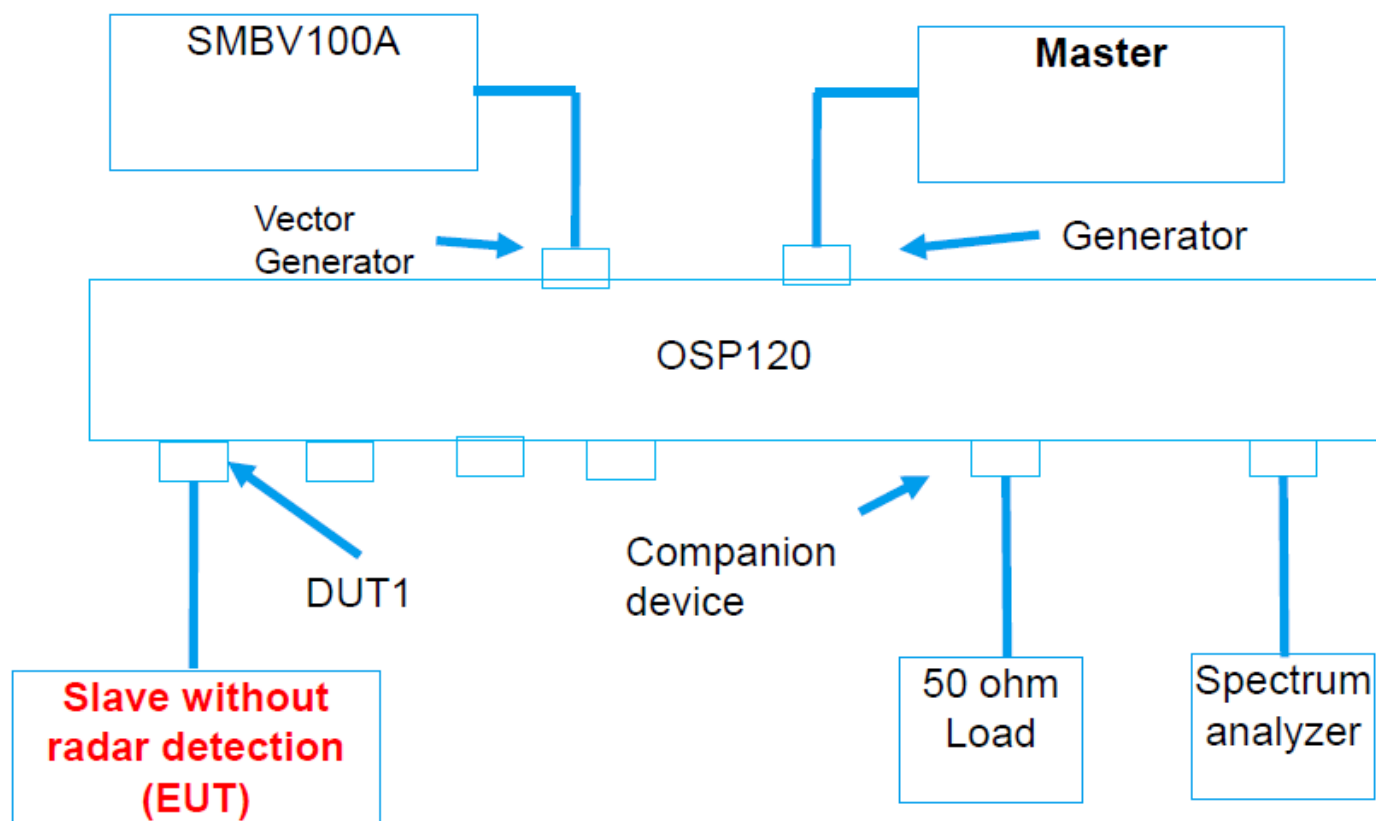 SMBV100A
Master
Vector
Generator
Generator
OSP120
DUT1
Companion
device
Slave without
radar detection
(EUT)
50 ohm
Load
Spectrum
analyzer